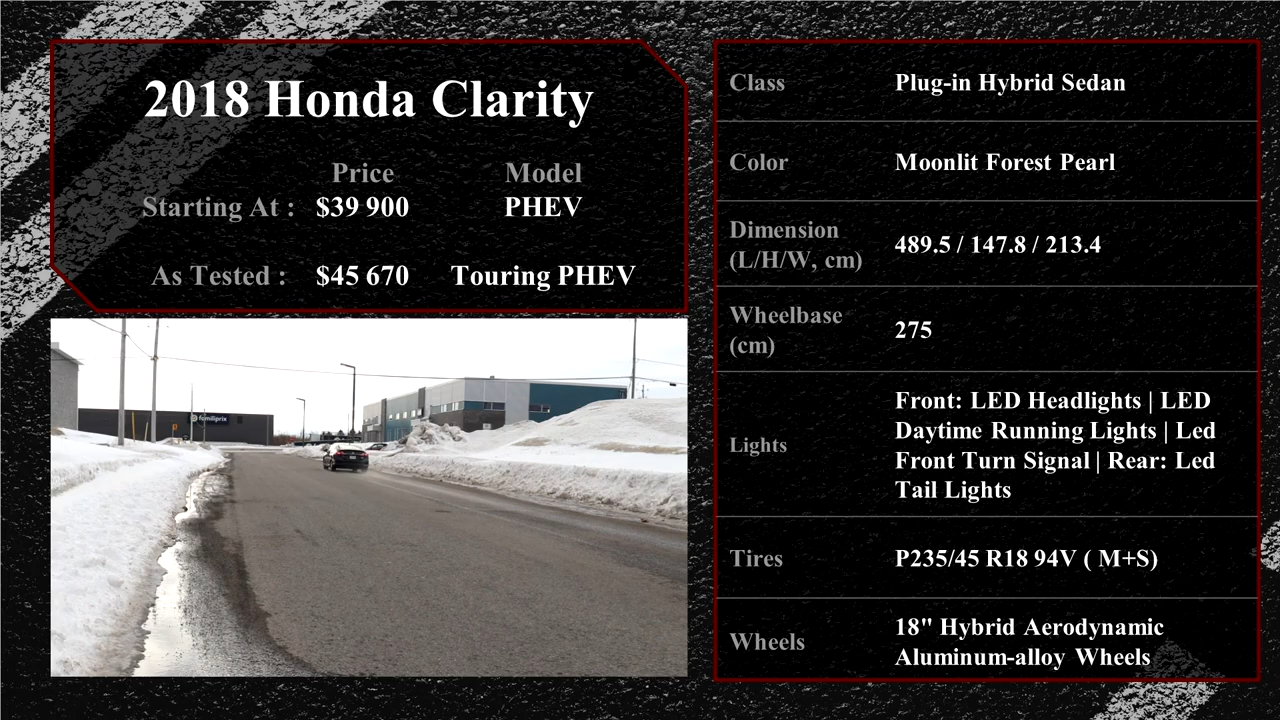 2018 Honda Clarity
Price Model
Starting At : $39 900 PHEV
As Tested : $45 670 Touring PHEV
familiprix
Class Plug-in Hybrid Sedan
Color Moonlit Forest Pearl
Dimension
(L/H/W, cm) 489.5 / 147.8 / 213.4
Wheelbase
(cm) 275
Lights Front: LED Headlights | LED
Daytime Running Lights | Led
Front Turn Signal | Rear: Led
Tail Lights
Tires P235/45 R18 94V ( M+S)
Wheels 18" Hybrid Aerodynamic
Aluminum-alloy Wheels